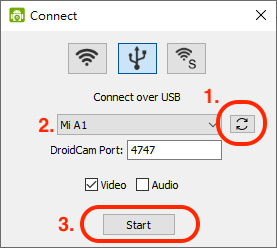 Connect
S
Connect over USB
1.
2. Mi A1
DroidCam Port: 4747
Video Audio
3. Start